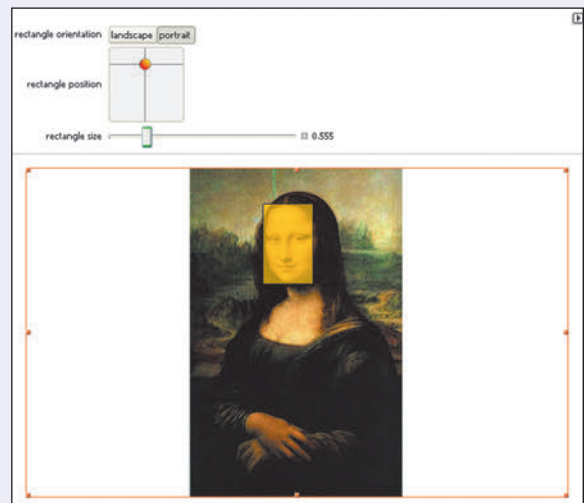 rectangle orientation landscape portrait
rectangle position
rectangle size 0.555